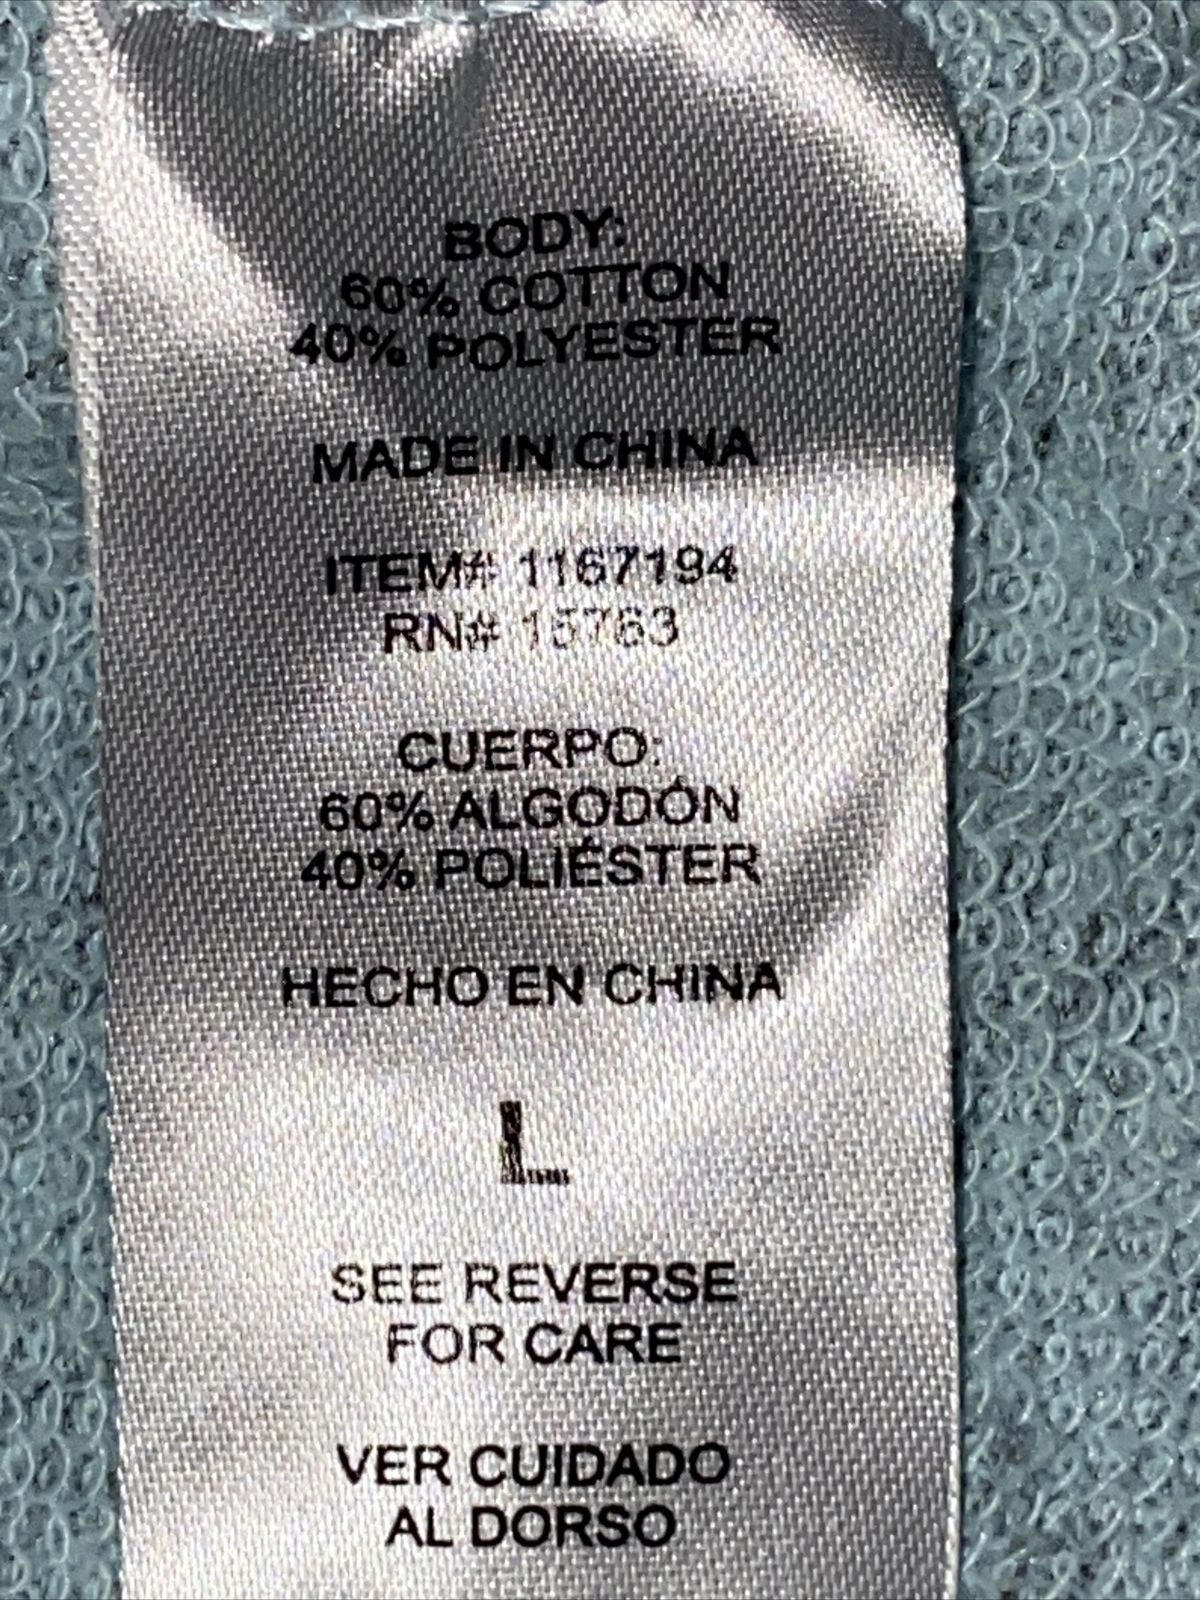 BODY:
60% COTTON
40% POLYESTER
MADE IN CHINA
ITEM# 1167194
RN# 15763
CUERPO:
60% ALGODÓN
40% POLIÉSTER
HECHO EN CHINA
L
SEE REVERSE
FOR CARE
VER CUIDADO
AL DORSO